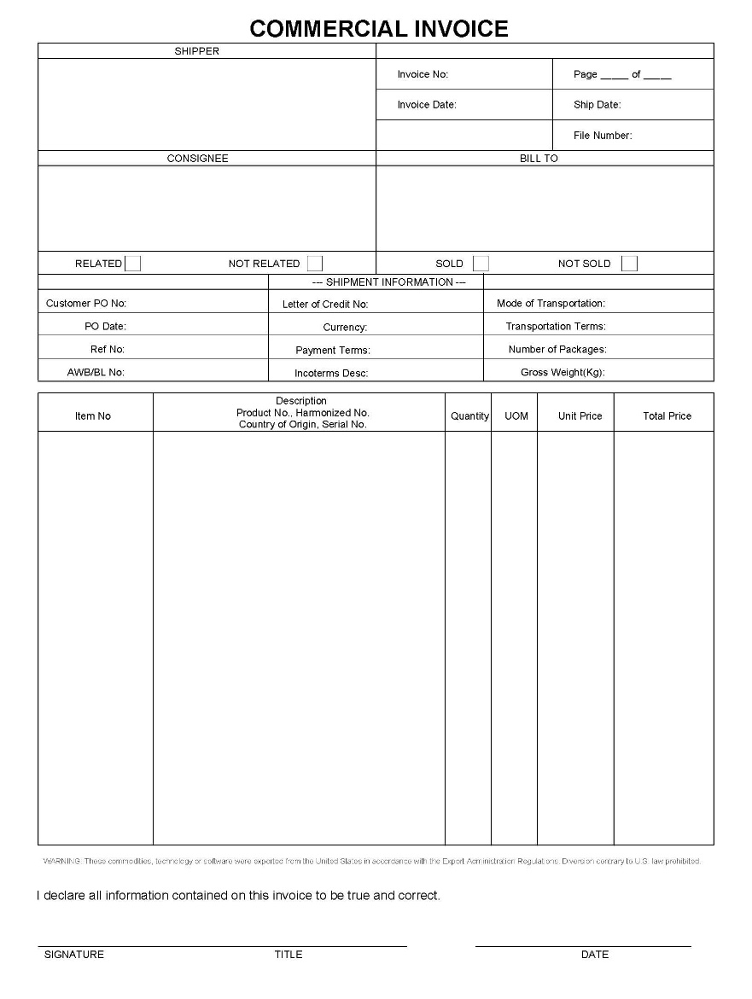 COMMERCIAL INVOICE
SHIPPER
Invoice No:
Page _____ of _____
Invoice Date:
Ship Date:
File Number:
CONSIGNEE
BILL TO
RELATED
NOT RELATED
SOLD
NOT SOLD
--- SHIPMENT INFORMATION ---
Customer PO No:
Letter of Credit No:
Mode of Transportation:
PO Date:
Currency:
Transportation Terms:
Ref No:
Payment Terms:
Number of Packages:
AWB/BL No:
Incoterms Desc:
Gross Weight(Kg):
Item No
Description
Product No., Harmonized No.
Country of Origin, Serial No.
Quantity
UOM
Unit Price
Total Price
WARNING: These commodities, technology or software were exported from the United States in accordance with the Export Administration Regulations. Diversion contrary to U.S. law prohibited.
I declare all information contained on this invoice to be true and correct.
SIGNATURE
TITLE
DATE